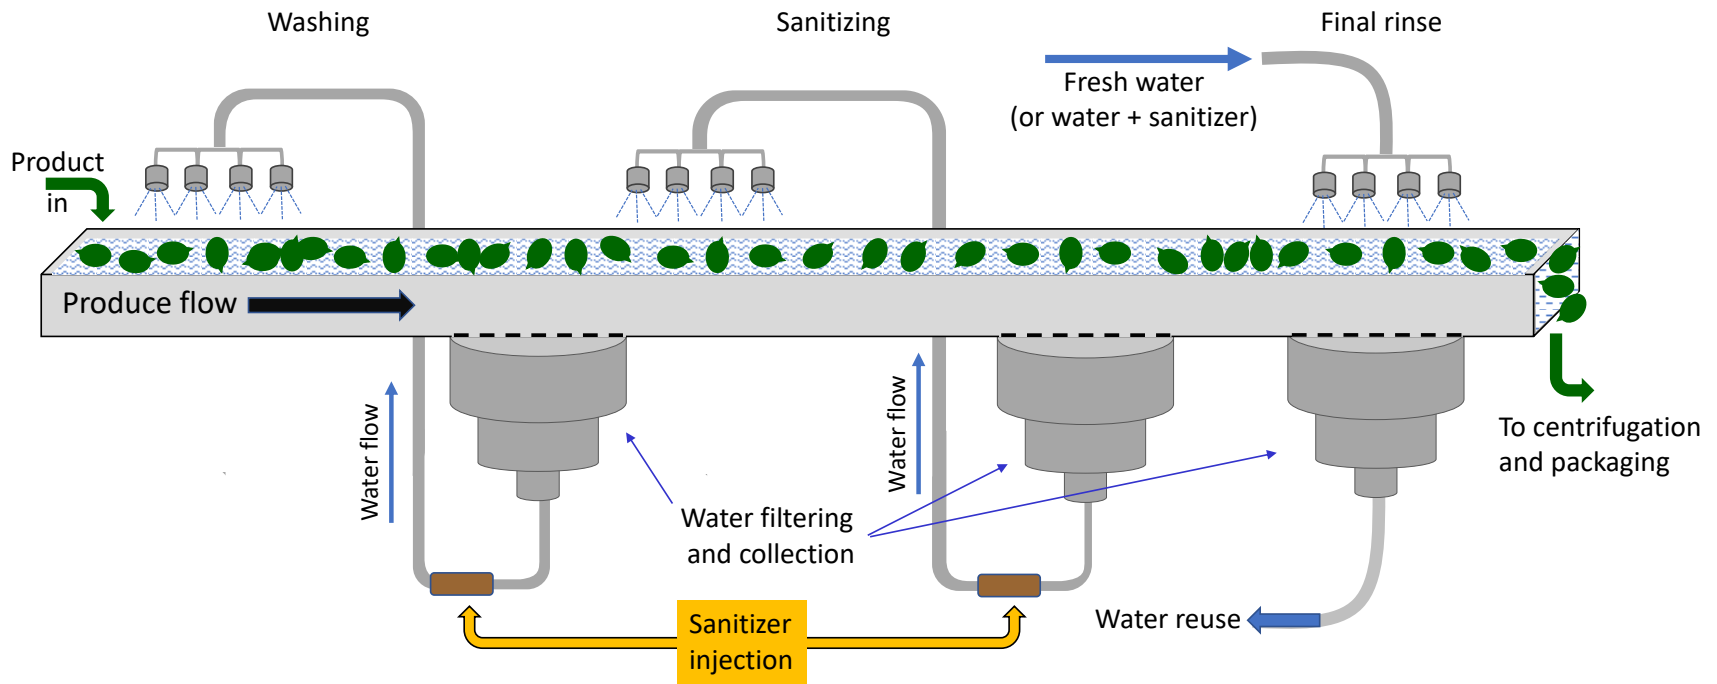 Washing
Sanitizing
Final rinse
Fresh water
(or water + sanitizer)
Product
in
Produce flow
Water flow
Water flow
To centrifugation
and packaging
Water filtering
and collection
Water reuse
Sanitizer
injection